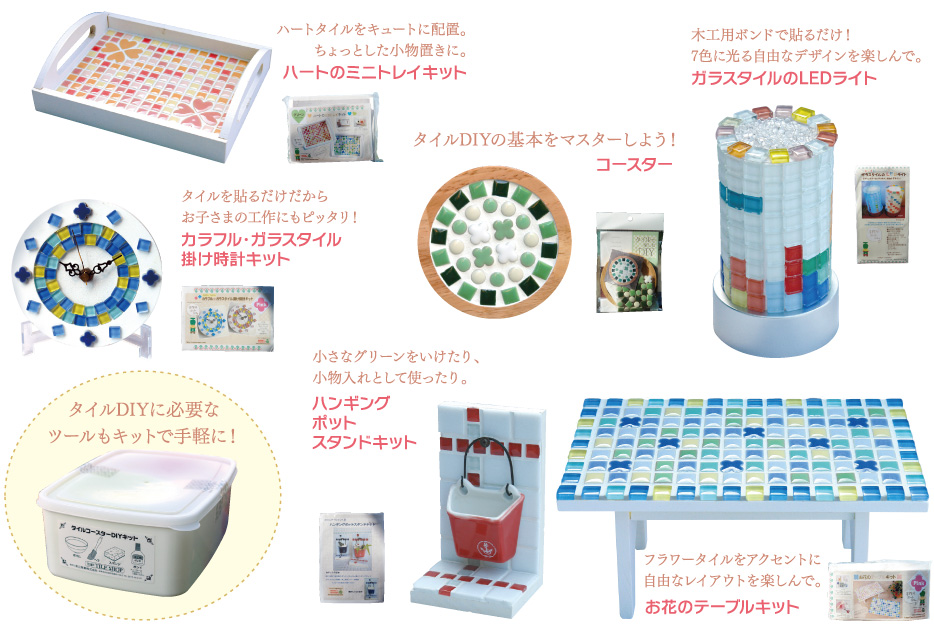 ハートタイルをキュートに配置。
ちょっとした小物置きに。
ハートのミニトレイキット
木工用ボンドで貼るだけ！
7色に光る自由なデザインを楽しんで。
ガラスタイルのLEDライト
タイルDIYの基本をマスターしよう！
コースター
タイルを貼るだけだから
お子さまの工作にもピッタリ！
カラフル・ガラスタイル
掛け時計キット
小さなグリーンをいけたり、
小物入れとして使ったり。
ハンギング
ポット
スタンドキット
タイルDIYに必要な
ツールもキットで手軽に！
タイルコースターDIYキット
TILE SHOP
フラワータイルをアクセントに
自由なレイアウトを楽しんで。
お花のテーブルキット